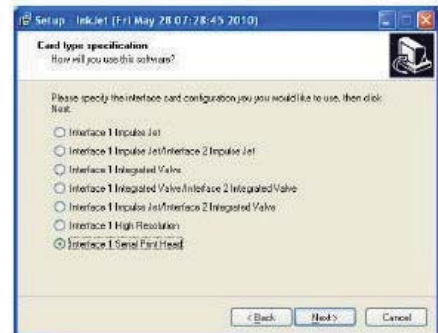 Setup - InkJet (Fri May 28 07:28:45 2010)
Card type specification
How will you use this software?
Please specify the interface card configuration you you would like to use, then click
Next.
Interface 1 Impulse Jet
Interface 1 Impulse Jet/Interface 2 Impulse Jet
Interface 1 Integrated Valve
Interface 1 Integrated Valve/Interface 2 Integrated Valve
Interface 1 Impulse Jet/Interface 2 Integrated Valve
Interface 1 High Resolution
Interface 1 Serial Print Head
< Back
Next >
Cancel